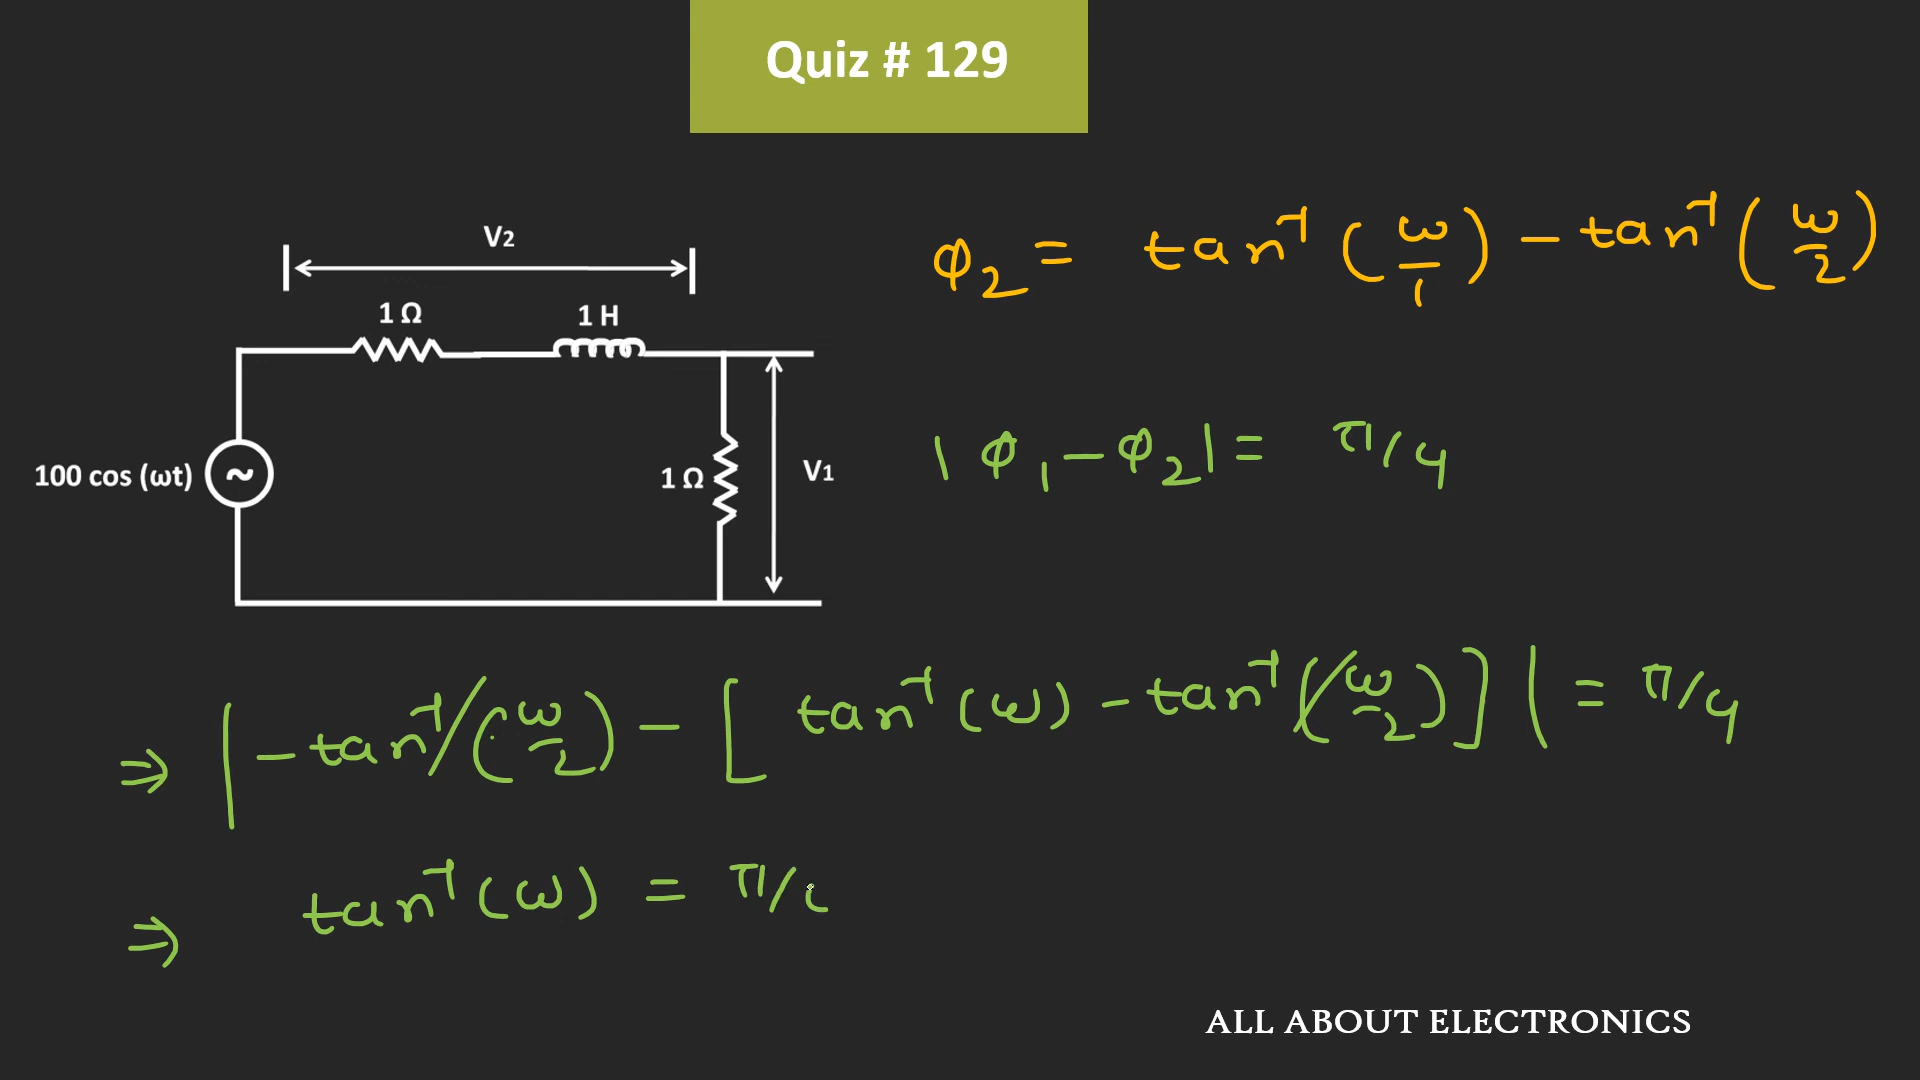 Quiz # 129
V2
1 Ω
1 H
100 cos (ωt)
1 Ω
V1
ϕ₂ = tan⁻¹(ω/1) − tan⁻¹(ω/2)
|ϕ₁ − ϕ₂| = π/4
⇒ |−tan⁻¹(ω/2) − [tan⁻¹(ω) − tan⁻¹(ω/2)]| = π/4
⇒ tan⁻¹(ω) = π/
ALL ABOUT ELECTRONICS